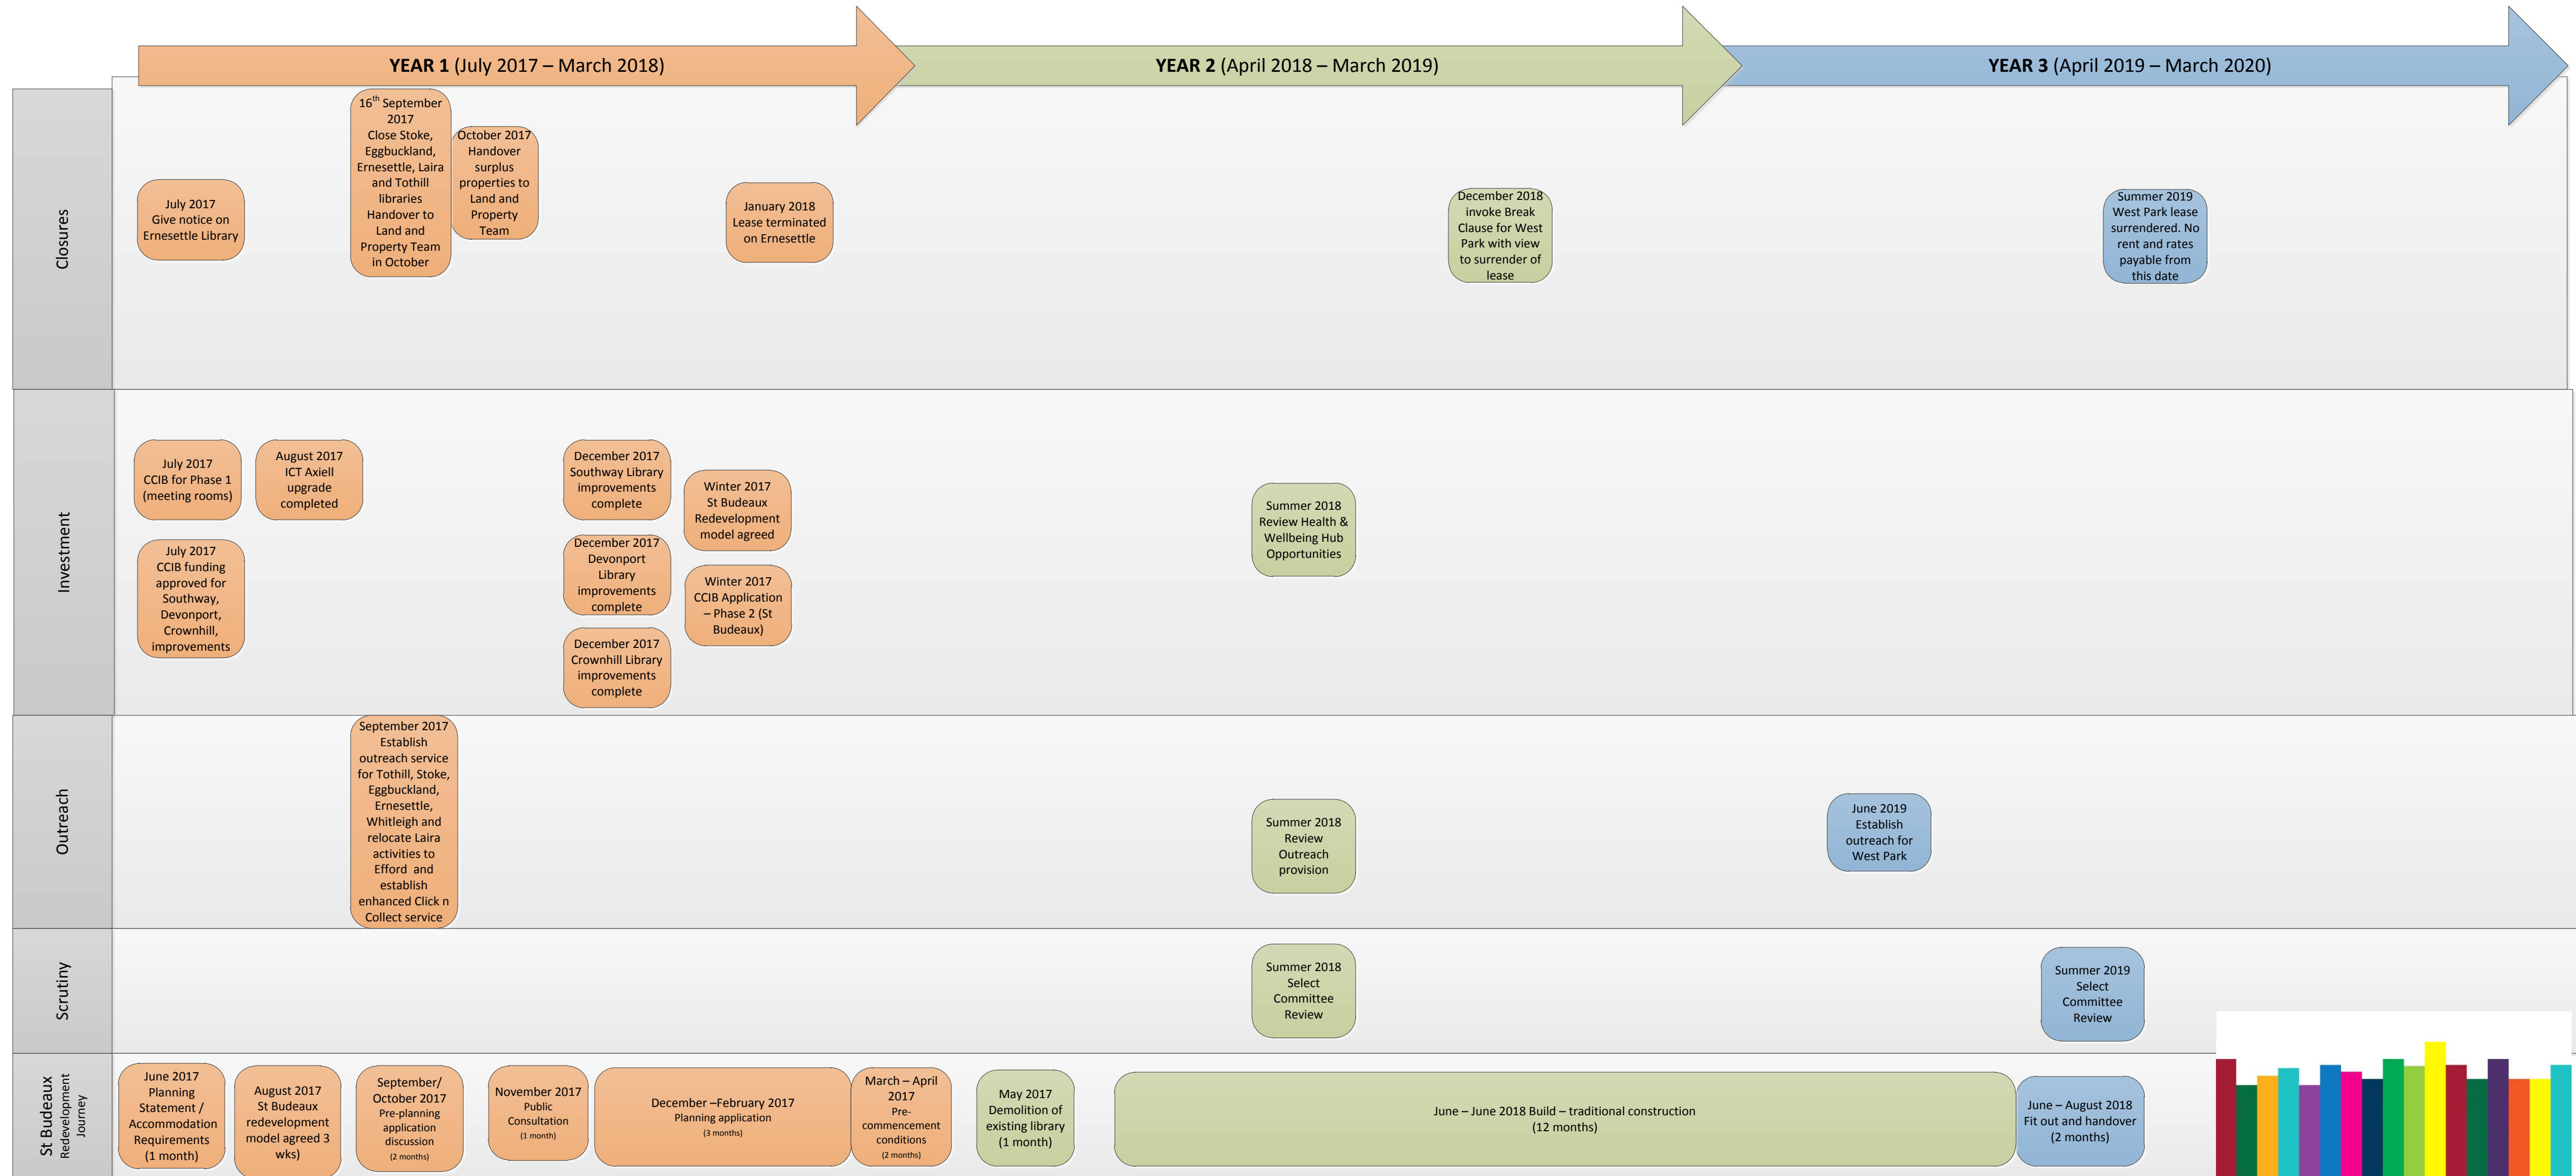 YEAR 1 (July 2017 – March 2018)
YEAR 2 (April 2018 – March 2019)
YEAR 3 (April 2019 – March 2020)
Closures
July 2017
Give notice on
Ernesettle Library
16th September
2017
Close Stoke,
Eggbuckland,
Ernesettle, Laira
and Tothill
libraries
Handover to
Land and
Property Team
in October
October 2017
Handover
surplus
properties to
Land and
Property
Team
January 2018
Lease terminated
on Ernesettle
December 2018
invoke Break
Clause for West
Park with view
to surrender of
lease
Summer 2019
West Park lease
surrendered. No
rent and rates
payable from
this date
Investment
July 2017
CCIB for Phase 1
(meeting rooms)
August 2017
ICT Axiell
upgrade
completed
July 2017
CCIB funding
approved for
Southway,
Devonport,
Crownhill,
improvements
December 2017
Southway Library
improvements
complete
December 2017
Devonport
Library
improvements
complete
December 2017
Crownhill Library
improvements
complete
Winter 2017
St Budeaux
Redevelopment
model agreed
Winter 2017
CCIB Application
– Phase 2 (St
Budeaux)
Summer 2018
Review Health &
Wellbeing Hub
Opportunities
Outreach
September 2017
Establish
outreach service
for Tothill, Stoke,
Eggbuckland,
Ernesettle,
Whitleigh and
relocate Laira
activities to
Efford and
establish
enhanced Click n
Collect service
Summer 2018
Review
Outreach
provision
June 2019
Establish
outreach for
West Park
Scrutiny
Summer 2018
Select
Committee
Review
Summer 2019
Select
Committee
Review
St Budeaux
Redevelopment
Journey
June 2017
Planning
Statement /
Accommodation
Requirements
(1 month)
August 2017
St Budeaux
redevelopment
model agreed 3
wks)
September/
October 2017
Pre-planning
application
discussion
(2 months)
November 2017
Public
Consultation
(1 month)
December –February 2017
Planning application
(3 months)
March – April
2017
Pre-
commencement
conditions
(2 months)
May 2017
Demolition of
existing library
(1 month)
June – June 2018 Build – traditional construction
(12 months)
June – August 2018
Fit out and handover
(2 months)